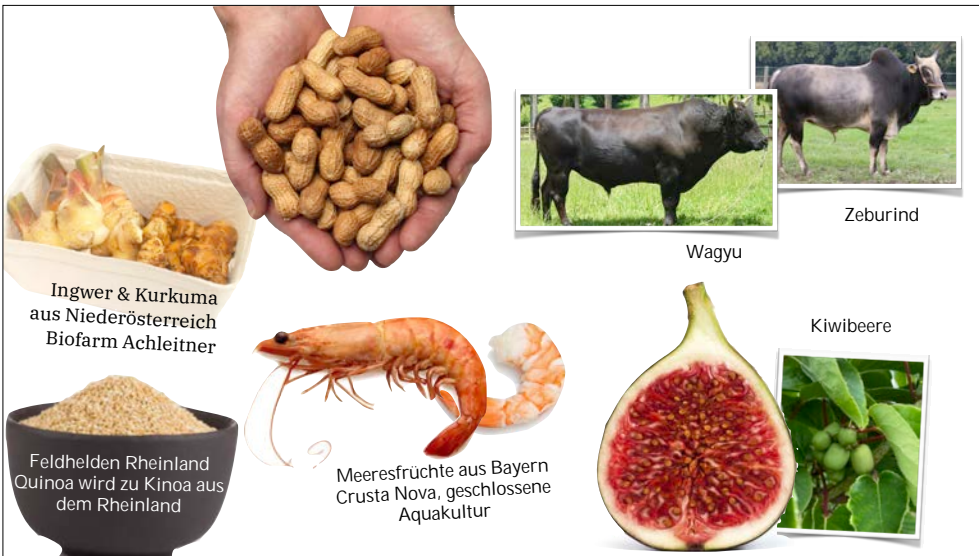 Zeburind
Wagyu
Ingwer & Kurkuma
aus Niederösterreich
Biofarm Achleitner
Kiwibeere
Feldhelden Rheinland
Quinoa wird zu Kinoa aus
dem Rheinland
Meeresfrüchte aus Bayern
Crusta Nova, geschlossene
Aquakultur